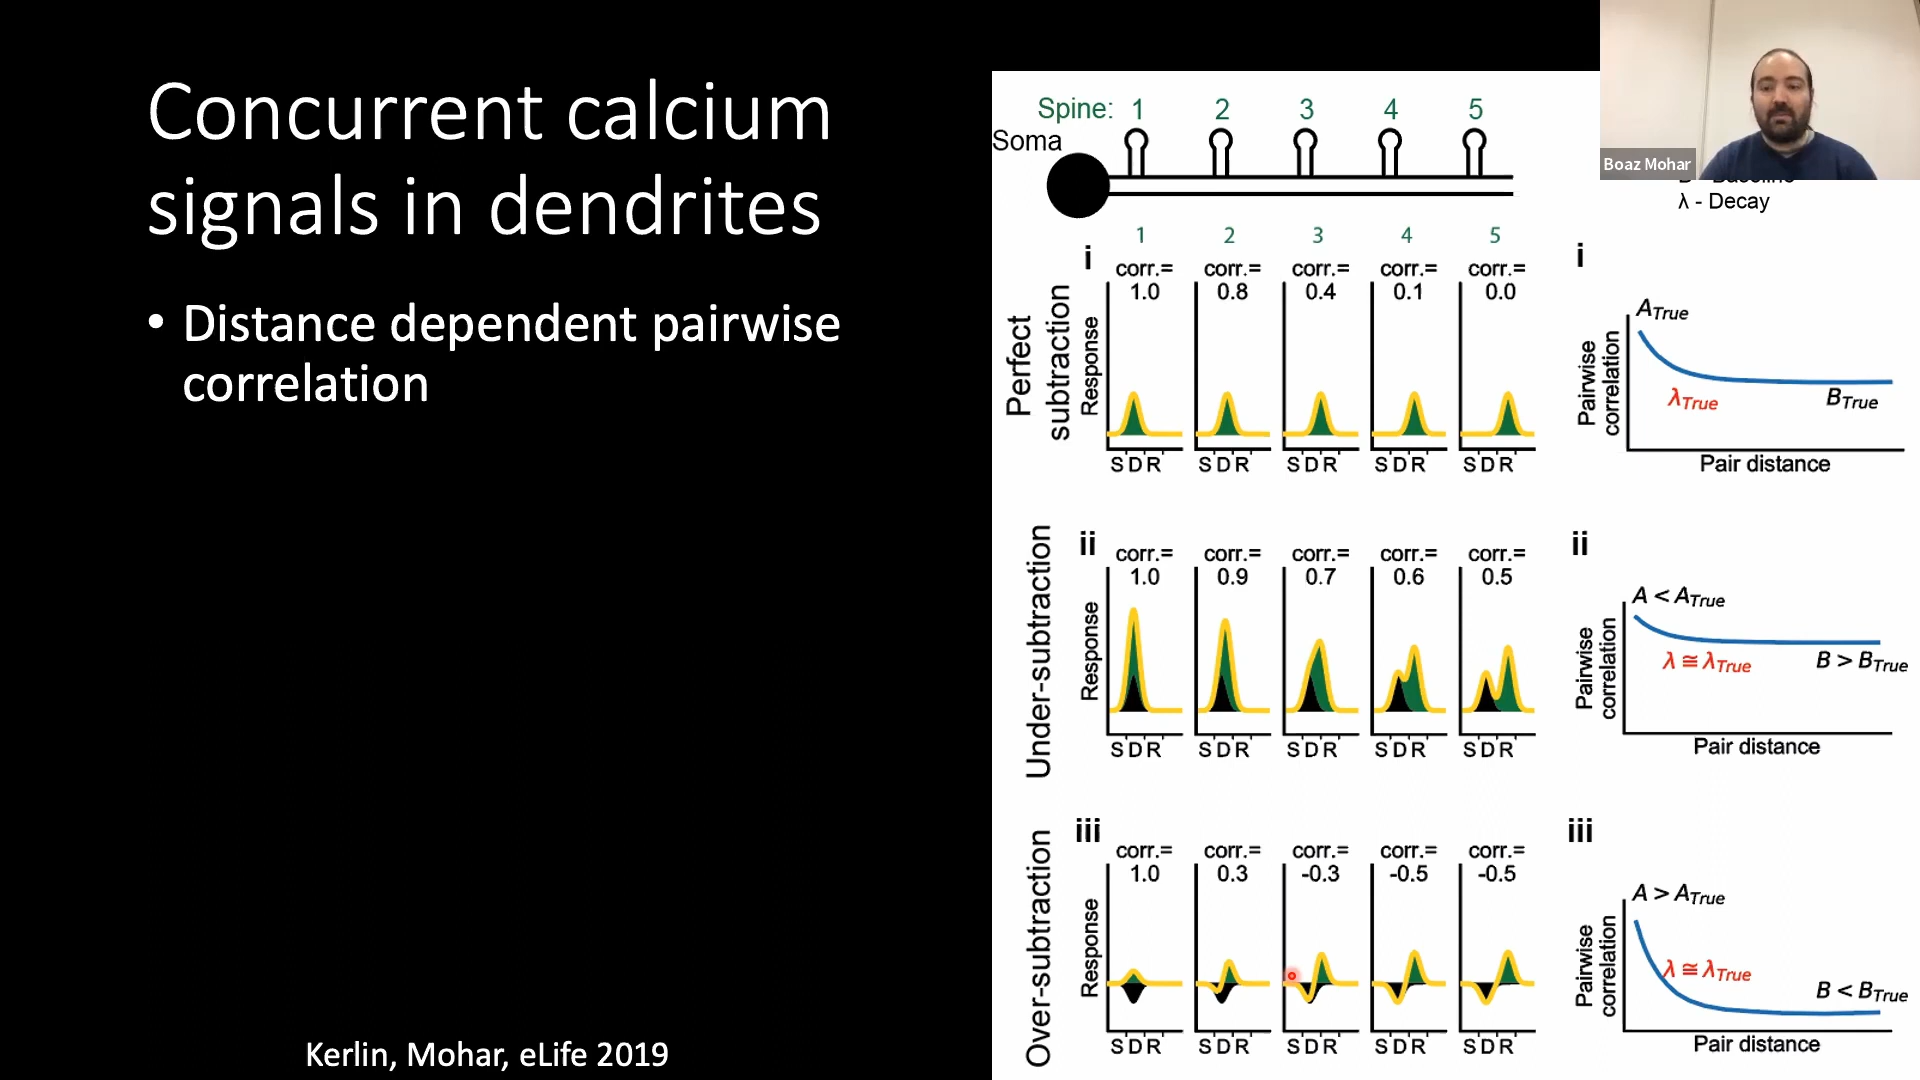 Concurrent calcium
signals in dendrites
• Distance dependent pairwise
correlation
Kerlin, Mohar, eLife 2019
Spine: 1 2 3 4 5
Soma
Boaz Mohar
λ - Decay
1 2 3 4 5
i
Perfect
subtraction
Response
corr.= corr.= corr.= corr.= corr.=
1.0 0.8 0.4 0.1 0.0
S D R S D R S D R S D R S D R
i
A True
λ True
B True
Pairwise
correlation
Pair distance
ii
Under-subtraction
Response
corr.= corr.= corr.= corr.= corr.=
1.0 0.9 0.7 0.6 0.5
S D R S D R S D R S D R S D R
ii
A < A True
λ ≅ λ True
B > B True
Pairwise
correlation
Pair distance
iii
Over-subtraction
Response
corr.= corr.= corr.= corr.= corr.=
1.0 0.3 -0.3 -0.5 -0.5
S D R S D R S D R S D R S D R
iii
A > A True
λ ≅ λ True
B < B True
Pairwise
correlation
Pair distance